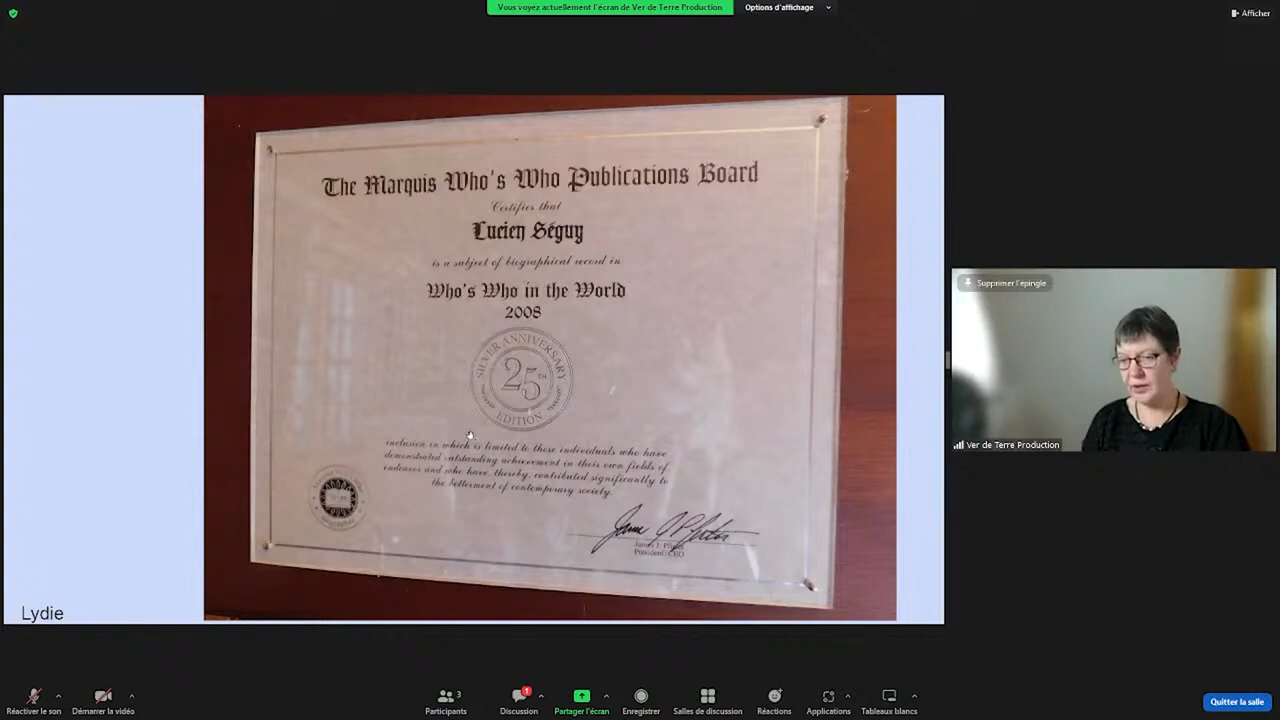 Vous voyez actuellement l'écran de Ver de Terre Production
Options d'affichage
Afficher
The Marquis Who's Who Publications Board
Certifies that
Lucien Séguy
is a subject of biographical record in
Who's Who in the World
2008
SILVER ANNIVERSARY
25TH
EDITION
inclusion in which is limited to those individuals who have
demonstrated outstanding achievement in their own fields of
endeavor and who have, thereby, contributed significantly to
the betterment of contemporary society.
James J.
President / CEO
Lydie
Supprimer l'épingle
Ver de Terre Production
Réactiver le son
Démarrer la vidéo
3
Participants
1
Discussion
Partager l'écran
Enregistrer
Salles de discussion
Réactions
Applications
Tableaux blancs
Quitter la salle